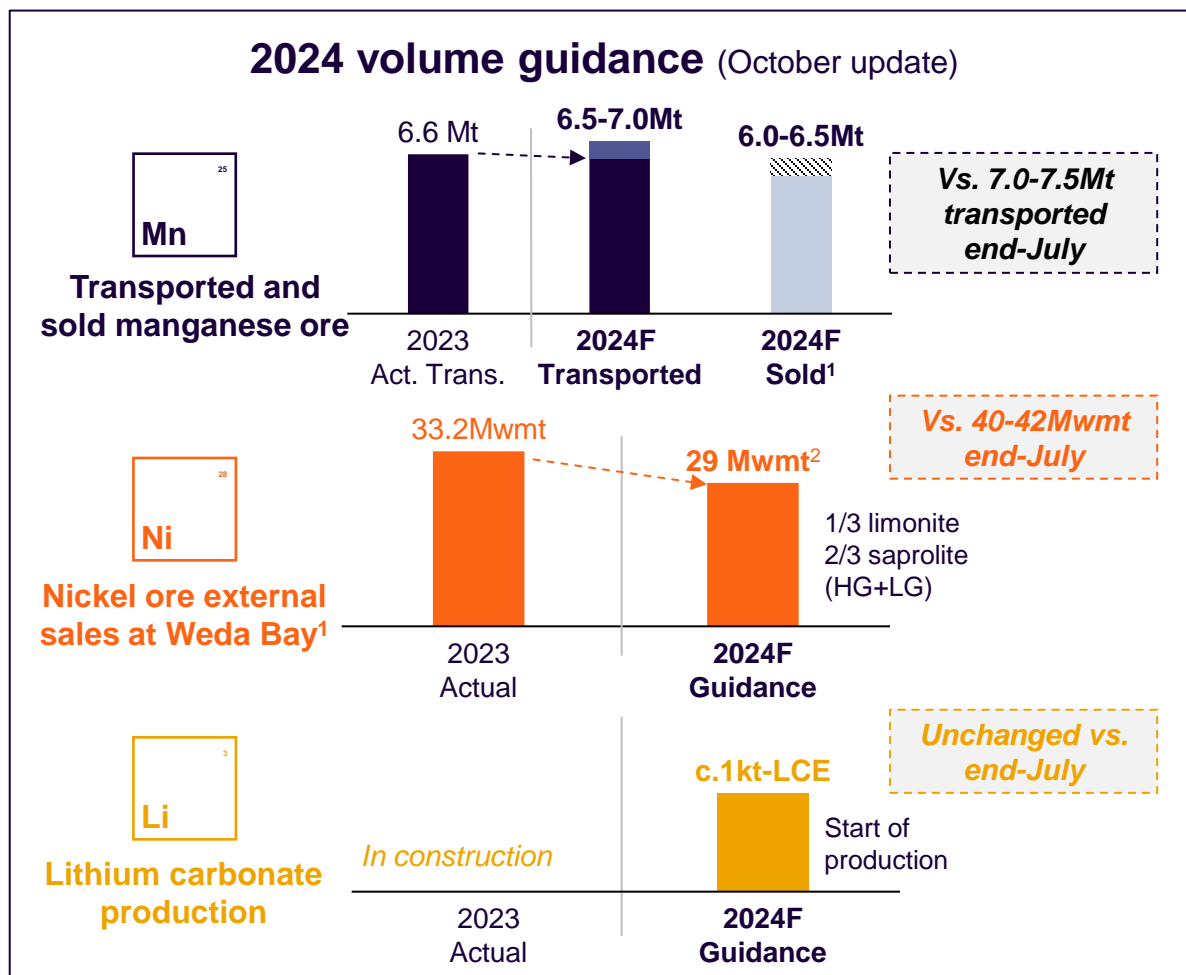 2024 volume guidance (October update)
6.6 Mt
6.5-7.0Mt
6.0-6.5Mt
25
Mn
Transported and
sold manganese ore
2023
Act. Trans.
2024F
Transported
2024F
Sold¹
Vs. 7.0-7.5Mt
transported
end-July
28
Ni
Nickel ore external
sales at Weda Bay¹
33.2Mwmt
29 Mwmt²
1/3 limonite
2/3 saprolite
(HG+LG)
2023
Actual
2024F
Guidance
Vs. 40-42Mwmt
end-July
3
Li
Lithium carbonate
production
In construction
c.1kt-LCE
Start of
production
2023
Actual
2024F
Guidance
Unchanged vs.
end-July